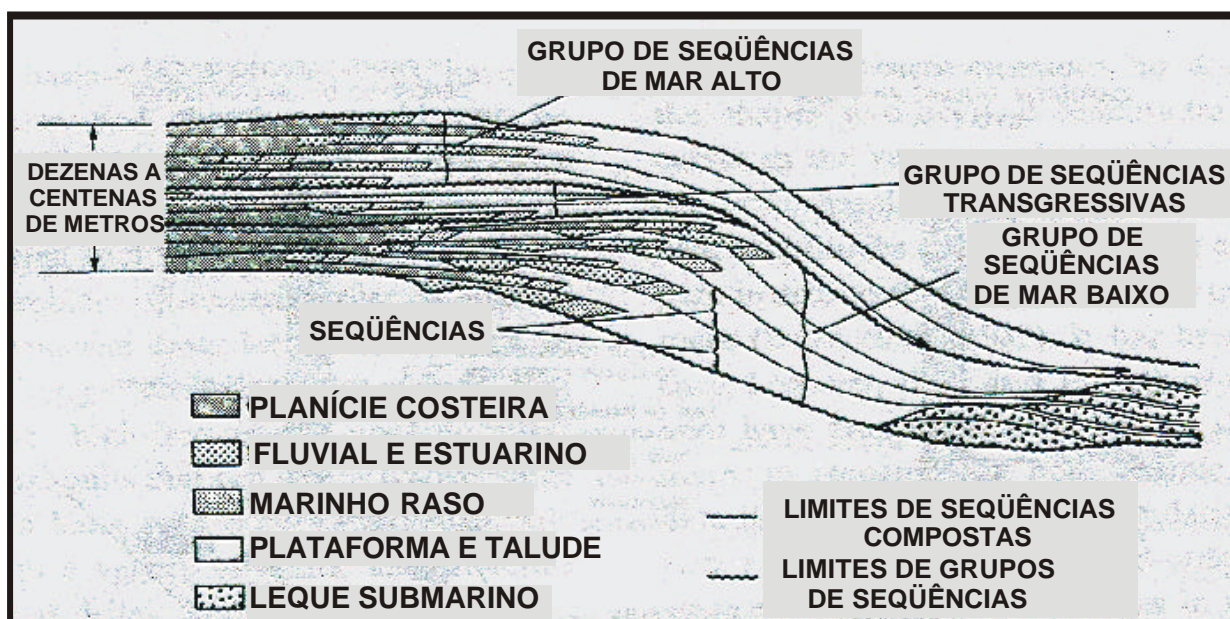 GRUPO DE SEQÜÊNCIAS
DE MAR ALTO
DEZENAS A
CENTENAS
DE METROS
GRUPO DE SEQÜÊNCIAS
TRANSGRESSIVAS
GRUPO DE
SEQÜÊNCIAS
DE MAR BAIXO
SEQÜÊNCIAS
PLANÍCIE COSTEIRA
FLUVIAL E ESTUARINO
MARINHO RASO
PLATAFORMA E TALUDE
LEQUE SUBMARINO
LIMITES DE SEQÜÊNCIAS
COMPOSTAS
LIMITES DE GRUPOS
DE SEQÜÊNCIAS